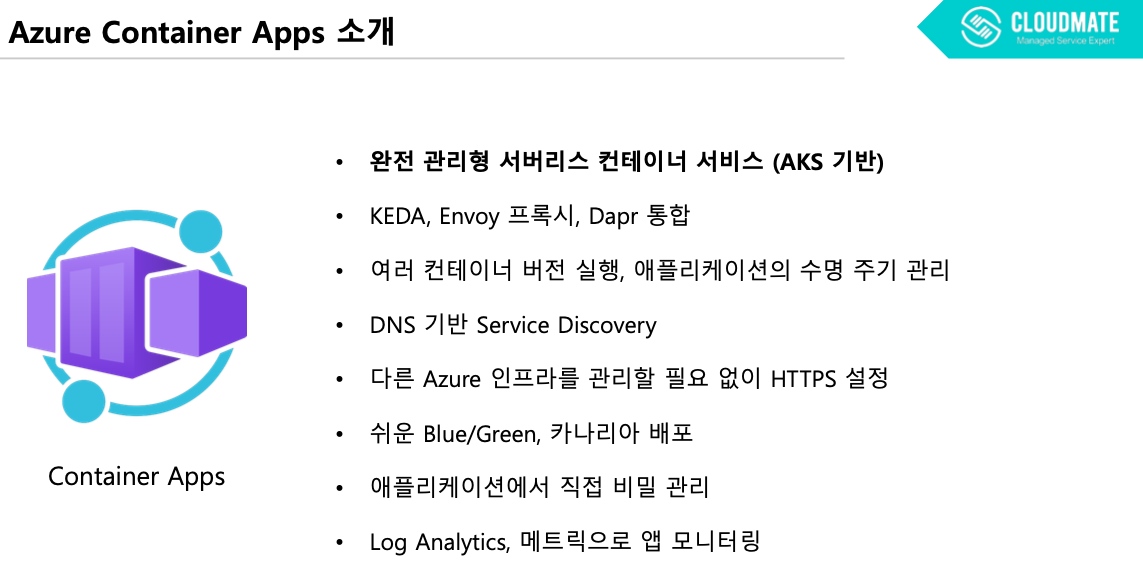 Azure Container Apps 소개
CLOUDMATE
Managed Service Expert
• 완전 관리형 서버리스 컨테이너 서비스 (AKS 기반)
• KEDA, Envoy 프록시, Dapr 통합
• 여러 컨테이너 버전 실행, 애플리케이션의 수명 주기 관리
• DNS 기반 Service Discovery
• 다른 Azure 인프라를 관리할 필요 없이 HTTPS 설정
• 쉬운 Blue/Green, 카나리아 배포
• 애플리케이션에서 직접 비밀 관리
• Log Analytics, 메트릭으로 앱 모니터링
Container Apps